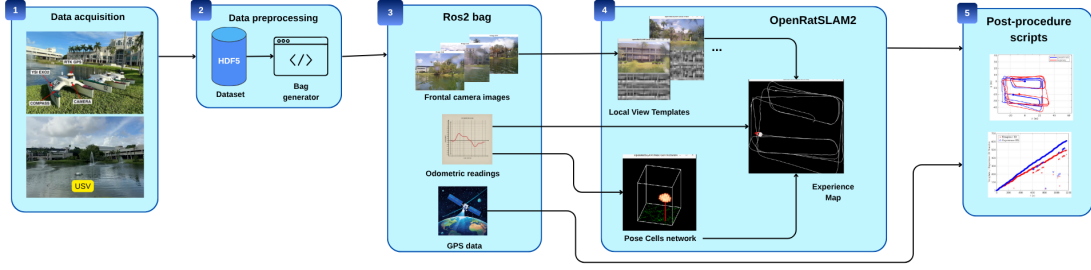 1
Data acquisition
RTK GPS
YSI EXO2
COMPASS
CAMERA
USV
2
Data preprocessing
HDF5
Dataset
</>
Bag
generator
3
Ros2 bag
Frontal camera images
Odometric readings
GPS data
4
OpenRatSLAM2
...
Local View Templates
Pose Cells network
Experience
Map
5
Post-procedure
scripts